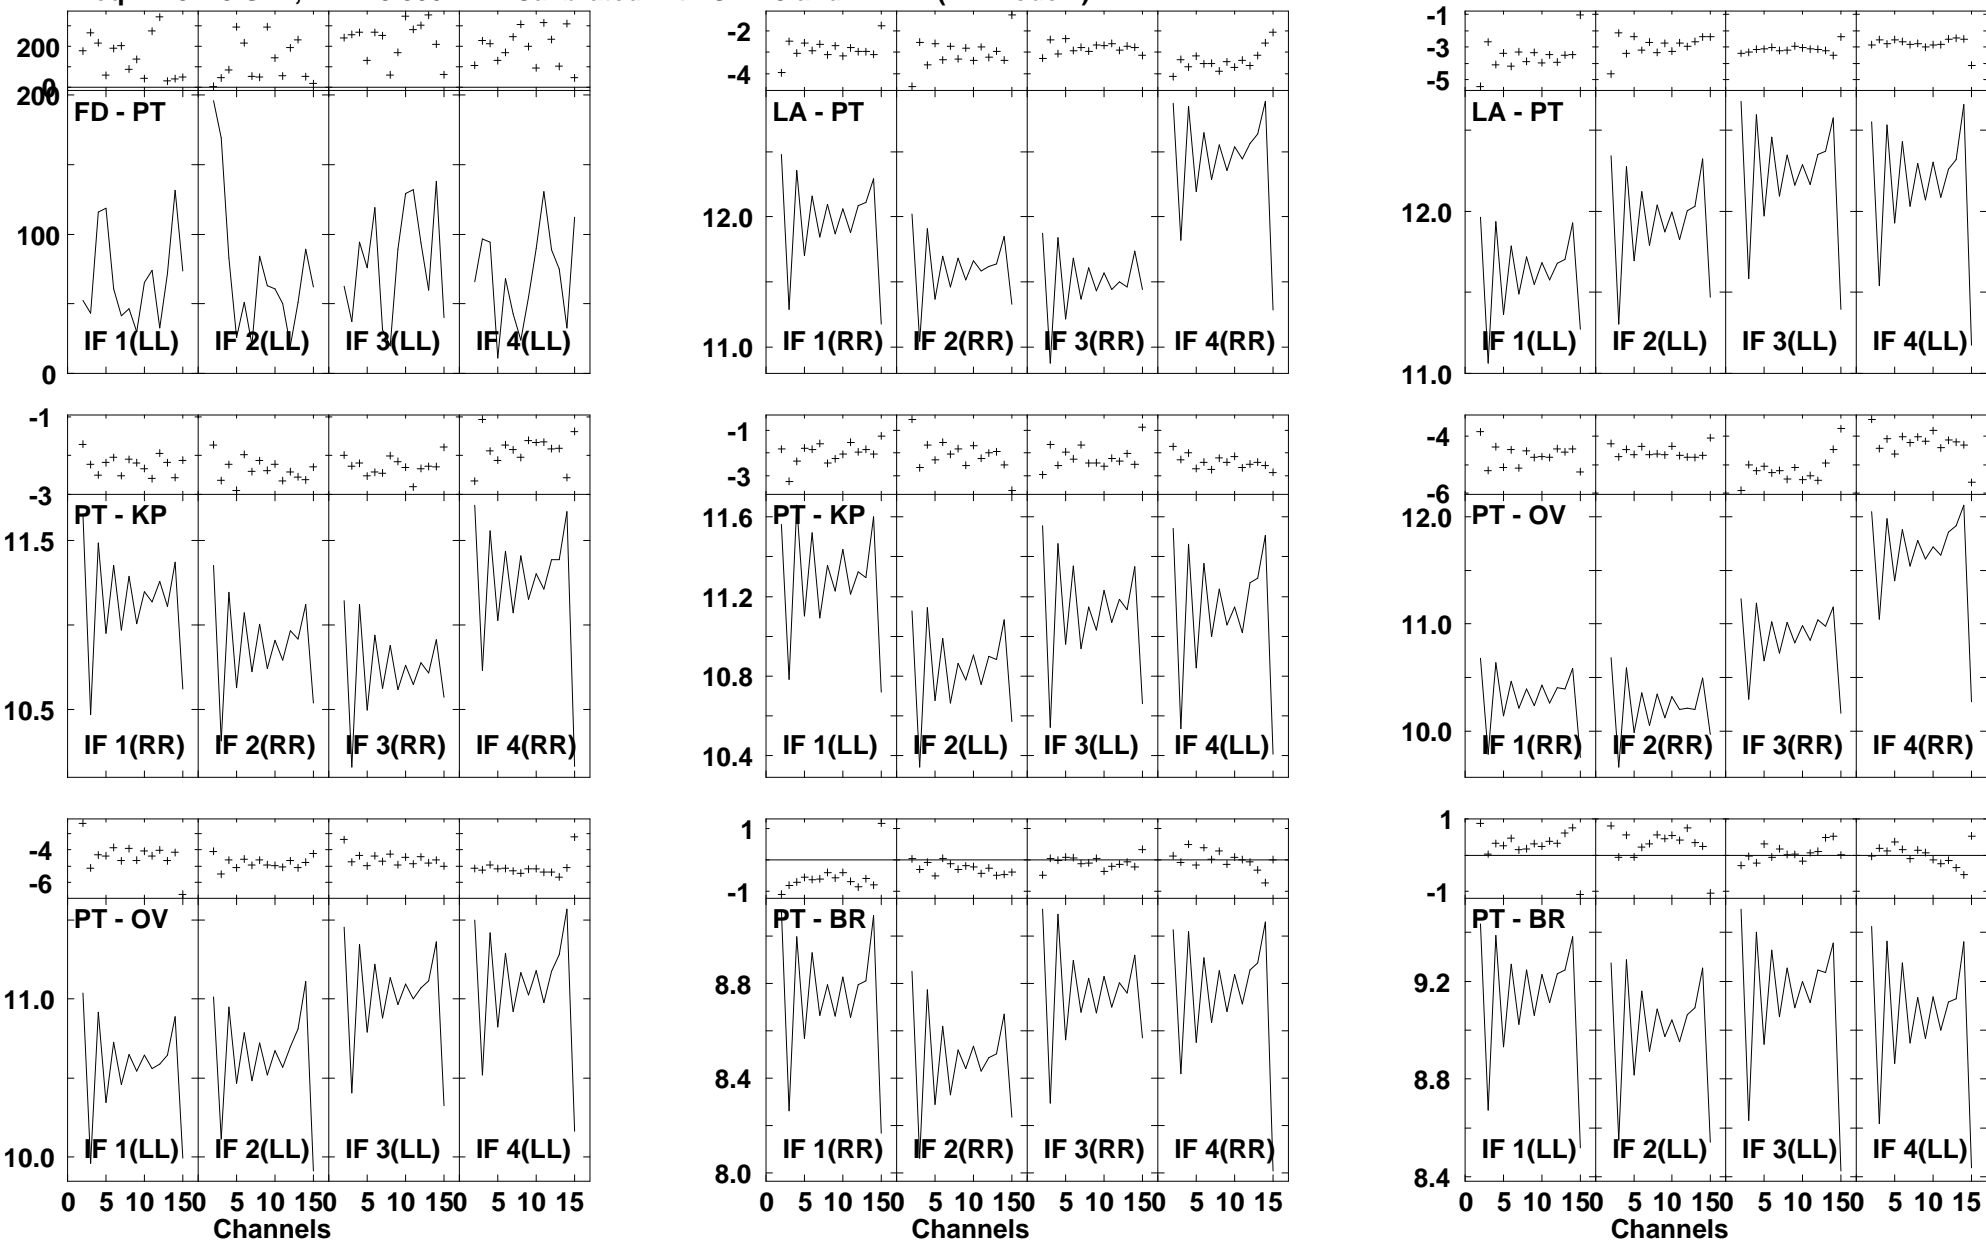 200
0
-2
-4
-1
-3
-5
FD - PT
LA - PT
LA - PT
200
100
0
12.0
11.0
12.0
11.0
IF 1(LL) IF 2(LL) IF 3(LL) IF 4(LL)
IF 1(RR) IF 2(RR) IF 3(RR) IF 4(RR)
IF 1(LL) IF 2(LL) IF 3(LL) IF 4(LL)
-1
-3
-1
-3
-4
-6
PT - KP
PT - KP
PT - OV
11.5
10.5
11.6
11.2
10.8
10.4
12.0
11.0
10.0
IF 1(RR) IF 2(RR) IF 3(RR) IF 4(RR)
IF 1(LL) IF 2(LL) IF 3(LL) IF 4(LL)
IF 1(RR) IF 2(RR) IF 3(RR) IF 4(RR)
-4
-6
1
-1
1
-1
PT - OV
PT - BR
PT - BR
11.0
10.0
8.8
8.4
8.0
9.2
8.8
8.4
IF 1(LL) IF 2(LL) IF 3(LL) IF 4(LL)
IF 1(RR) IF 2(RR) IF 3(RR) IF 4(RR)
IF 1(LL) IF 2(LL) IF 3(LL) IF 4(LL)
0 5 10 150 5 10 150 5 10 150 5 10 15
0 5 10 150 5 10 150 5 10 150 5 10 15
0 5 10 150 5 10 150 5 10 150 5 10 15
Channels
Channels
Channels